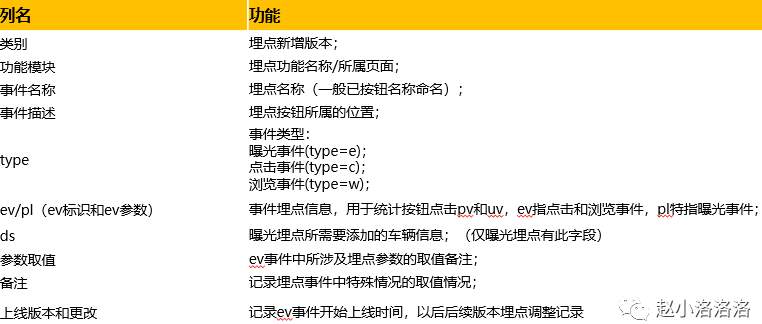 列名 功能
类别 埋点新增版本;
功能模块 埋点功能名称/所属页面;
事件名称 埋点名称（一般已按钮名称命名）;
事件描述 埋点按钮所属的位置;
type 事件类型:
曝光事件(type=e);
点击事件(type=c);
浏览事件(type=w);
ev/pl（ev标识和ev参数） 事件埋点信息，用于统计按钮点击pv和uv，ev指点击和浏览事件，pl特指曝光事件;
ds 曝光埋点所需要添加的车辆信息;（仅曝光埋点有此字段）
参数取值 ev事件中所涉及埋点参数的取值备注;
备注 记录埋点事件中特殊情况的取值情况;
上线版本和更改 记录ev事件开始上线时间，以后后续版本埋点调整记录
赵小洛洛洛